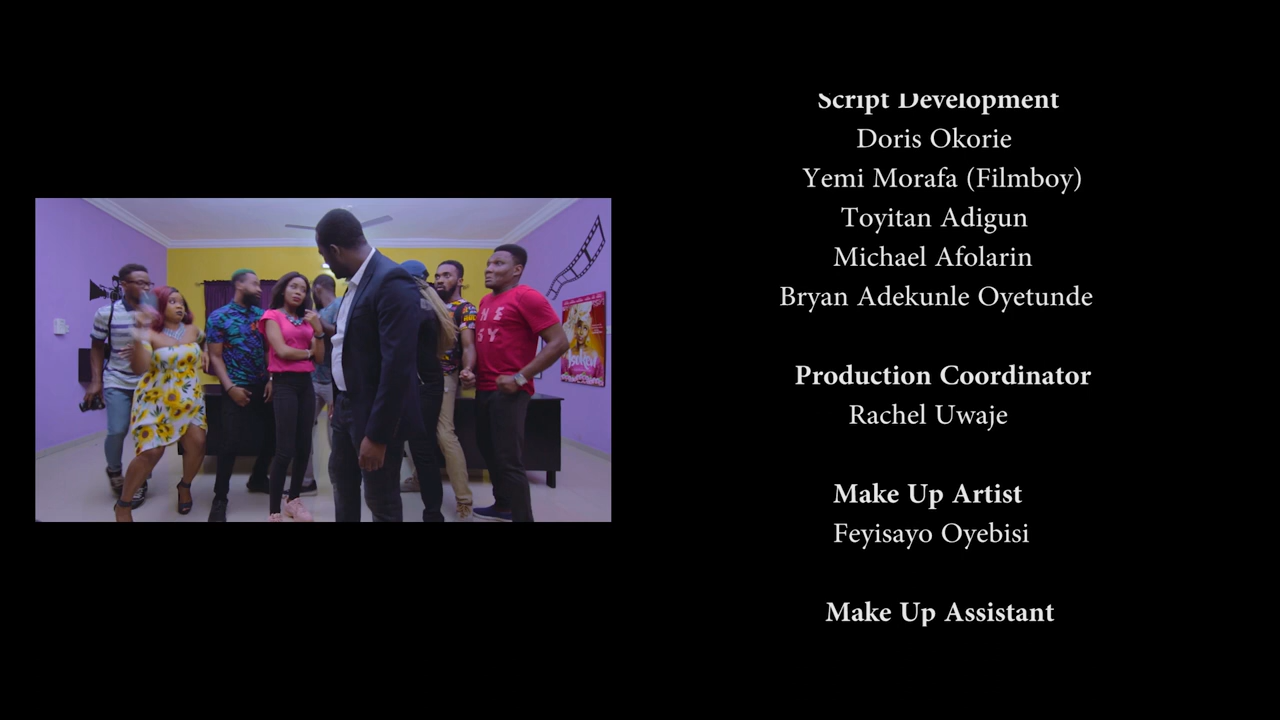 Script Development
Doris Okorie
Yemi Morafa (Filmboy)
Toyitan Adigun
Michael Afolarin
Bryan Adekunle Oyetunde
Production Coordinator
Rachel Uwaje
Make Up Artist
Feyisayo Oyebisi
Make Up Assistant